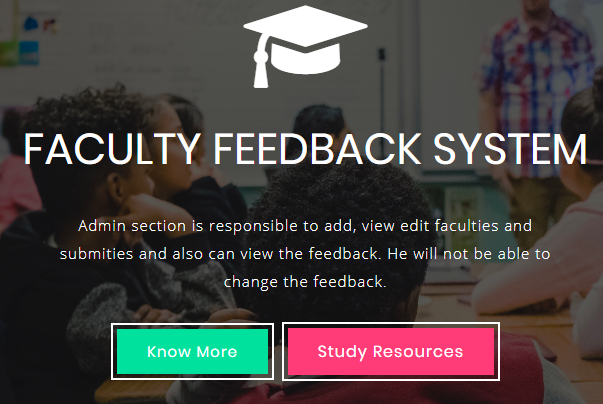 FACULTY FEEDBACK SYSTEM
Admin section is responsible to add, view edit faculties and
submities and also can view the feedback. He will not be able to
change the feedback.
Know More
Study Resources